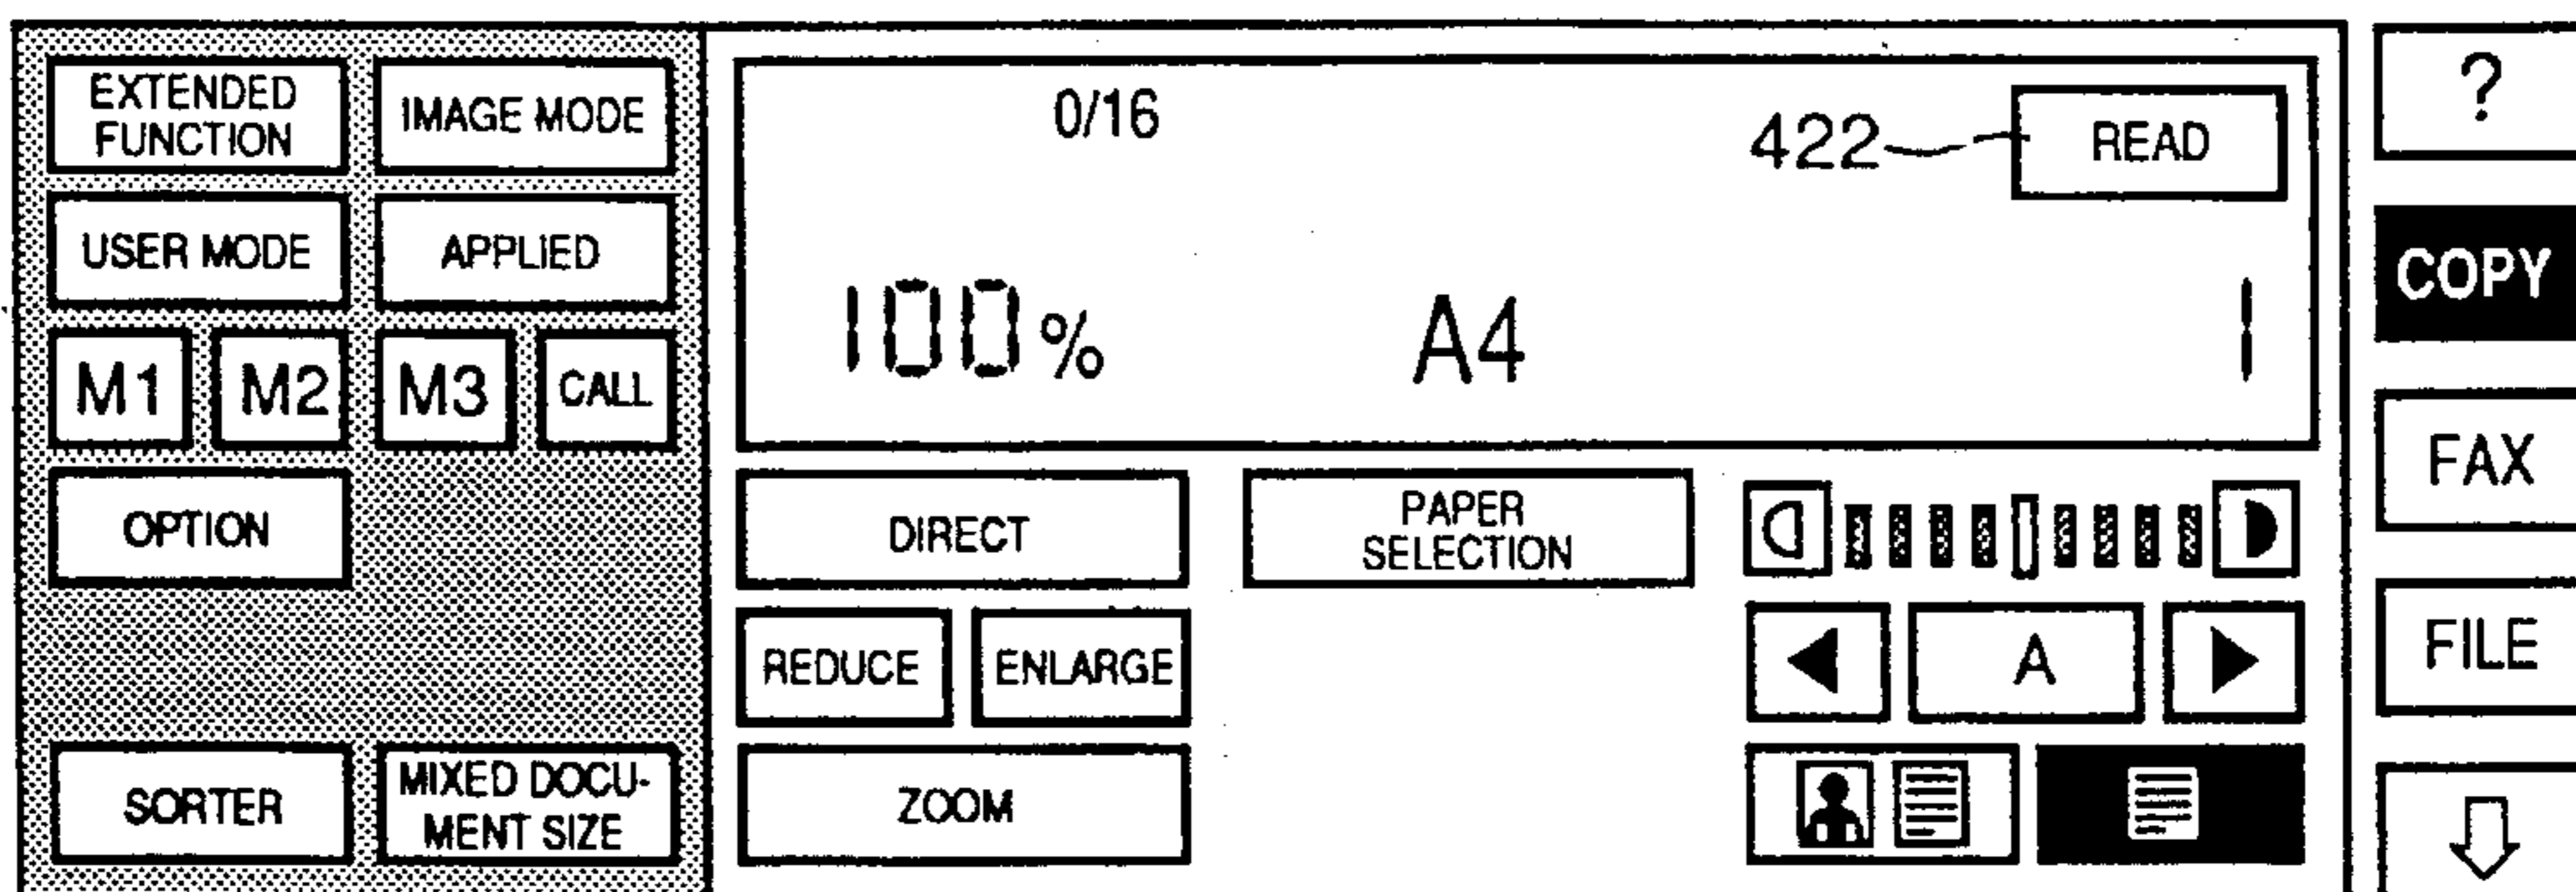 EXTENDED
FUNCTION
IMAGE MODE
USER MODE
APPLIED
M1
M2
M3
CALL
OPTION
SORTER
MIXED DOCU-
MENT SIZE
0/16
422
READ
100%
A4
1
DIRECT
PAPER
SELECTION
REDUCE
ENLARGE
A
ZOOM
?
COPY
FAX
FILE